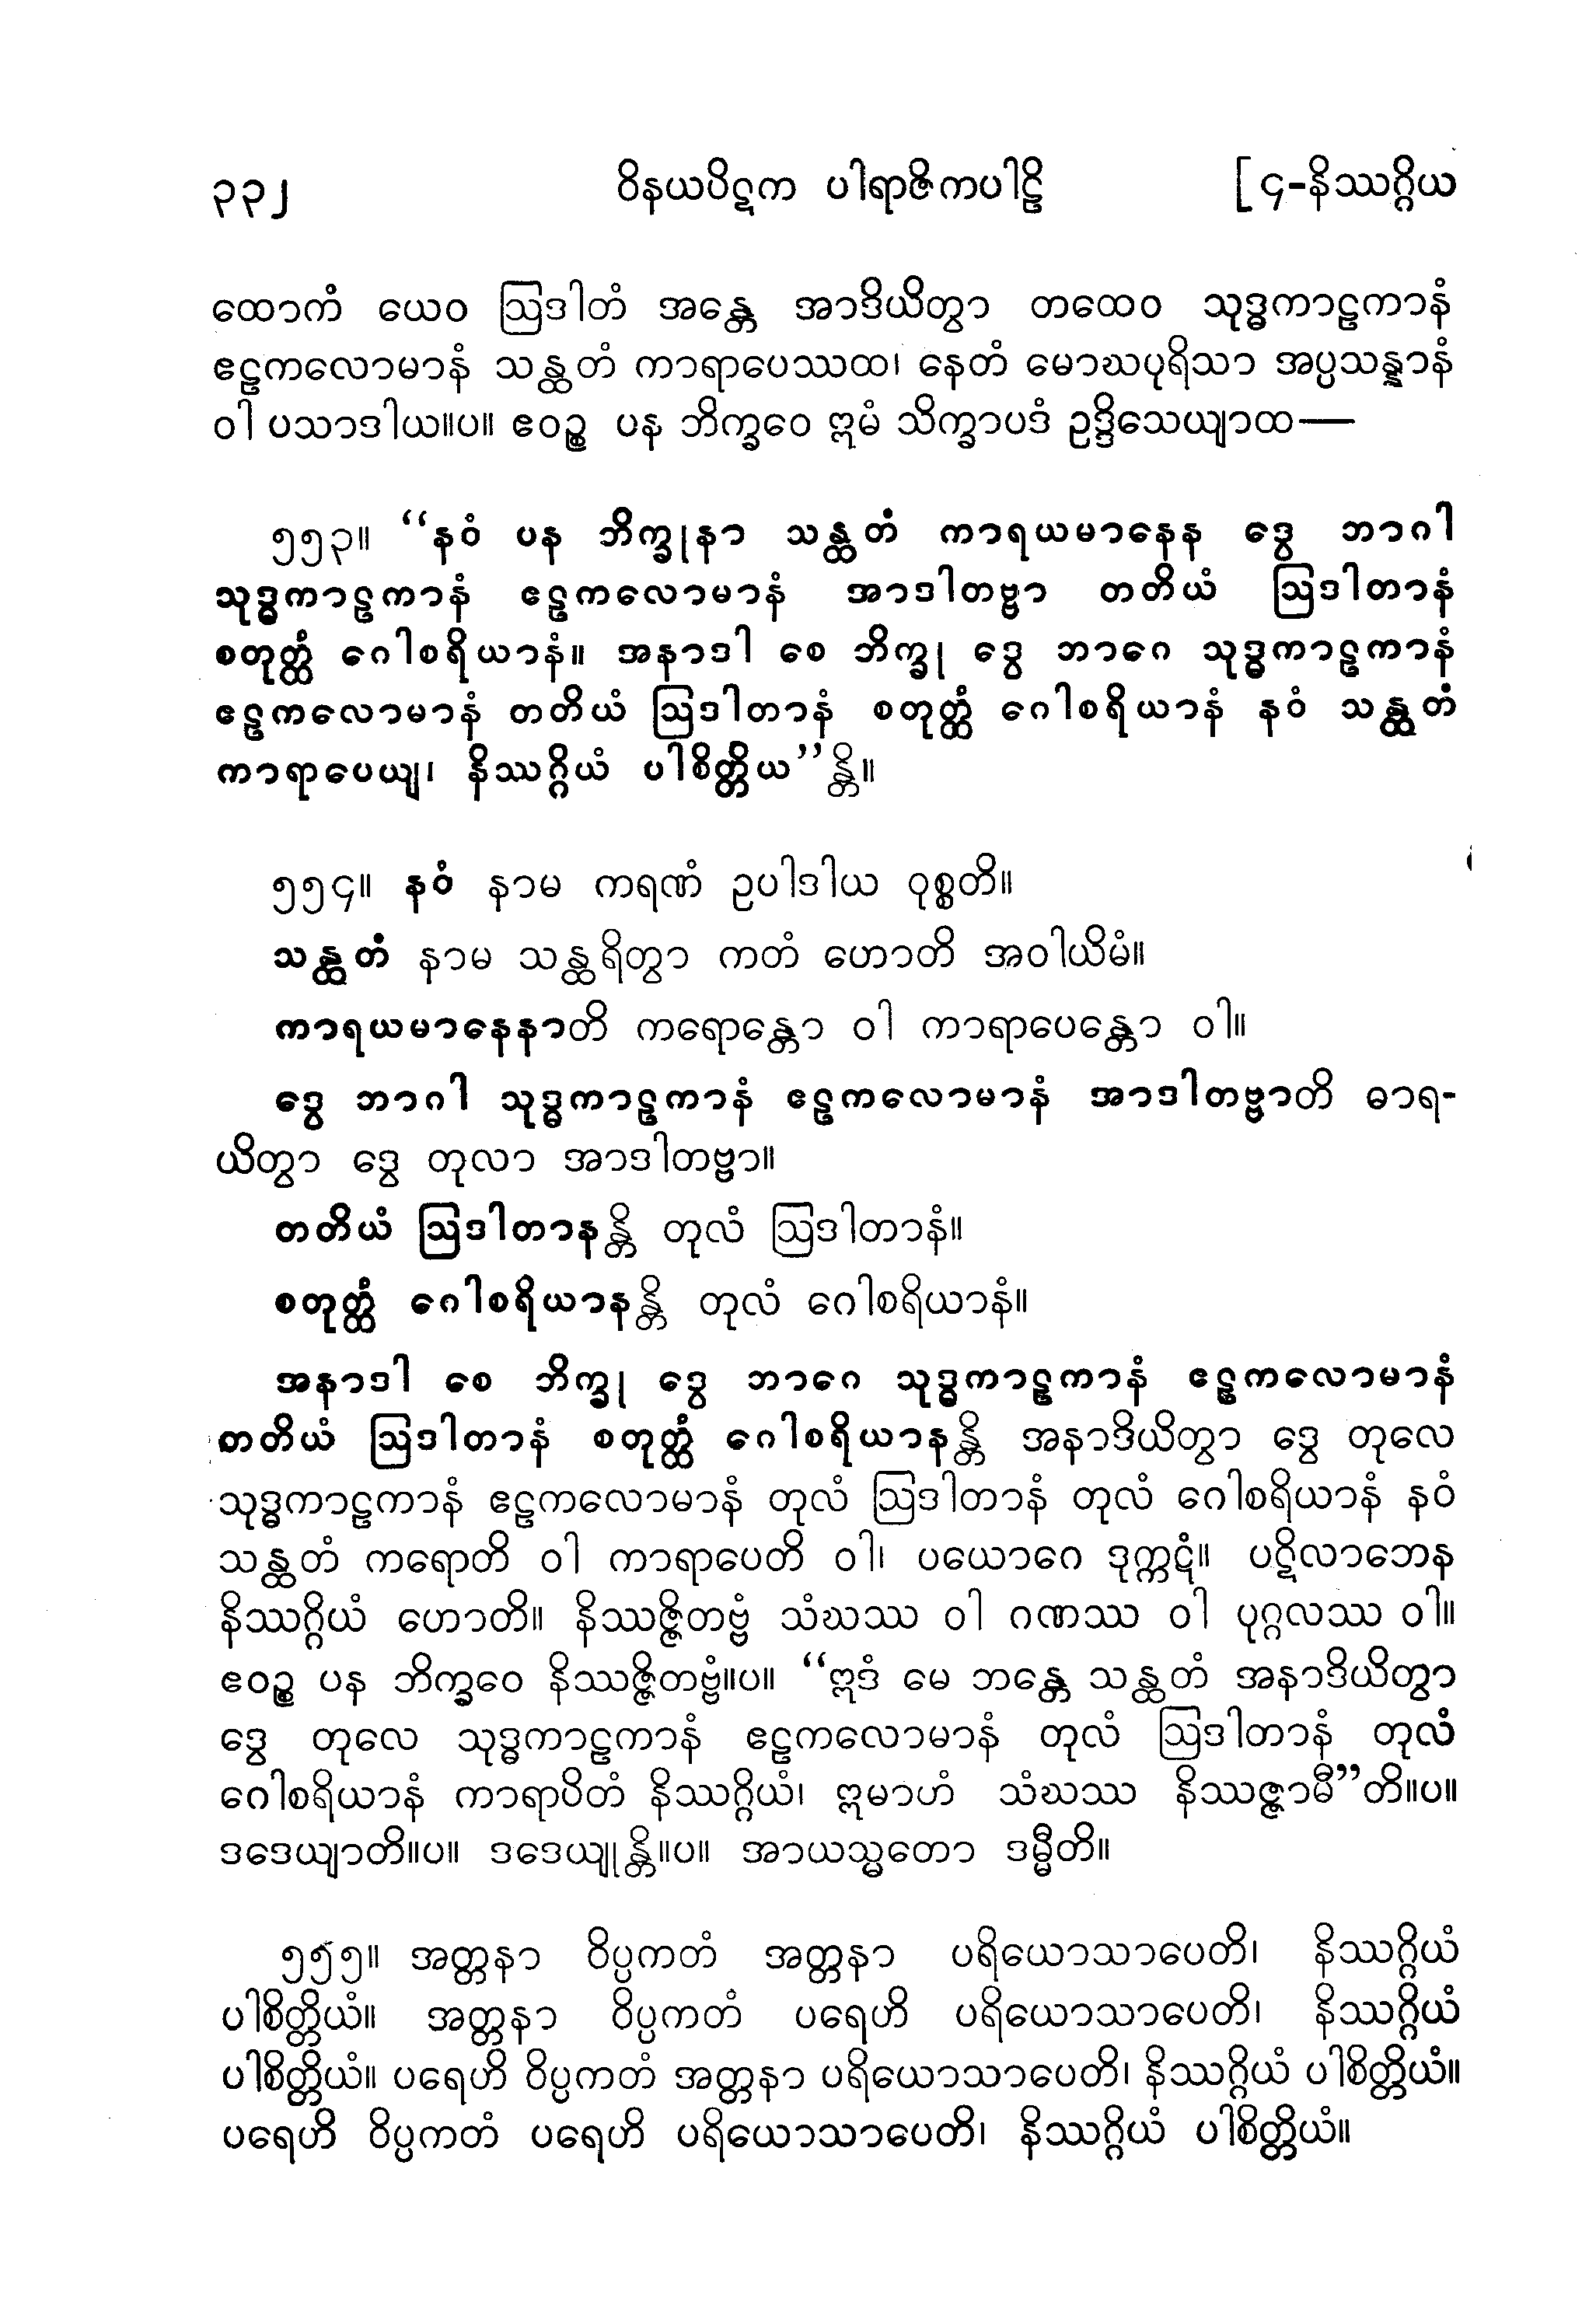 ၃၃၂ ဝိနယပိဋက ပါရာဇိကပါဠိ [ ၄-နိဿဂ္ဂိယ
ထောကံ ယေဝ ဩဒါတံ အန္တေ အာဒိယိတွာ တထေဝ သုဒ္ဓကာဠကာနံ
ဧဠကလောမာနံ သန္ထတံ ကာရာပေဿထ၊ နေတံ မောဃပုရိသာ အပ္ပသန္နာနံ
ဝါ ပသာဒါယ။ပ။ ဧဝဉ္စ ပန ဘိက္ခဝေ ဣမံ သိက္ခာပဒံ ဥဒ္ဒိသေယျာထ—
၅၅၃။ “နဝံ ပန ဘိက္ခုနာ သန္ထတံ ကာရယမာနေန ဒွေ ဘာဂါ
သုဒ္ဓကာဠကာနံ ဧဠကလောမာနံ အာဒါတဗ္ဗာ တတိယံ ဩဒါတာနံ
စတုတ္ထံ ဂေါစရိယာနံ။ အနာဒါ စေ ဘိက္ခု ဒွေ ဘာဂေ သုဒ္ဓကာဠကာနံ
ဧဠကလောမာနံ တတိယံ ဩဒါတာနံ စတုတ္ထံ ဂေါစရိယာနံ နဝံ သန္ထတံ
ကာရာပေယျ၊ နိဿဂ္ဂိယံ ပါစိတ္တိယ”န္တိ။
၅၅၄။ နဝံ နာမ ကရဏံ ဥပါဒါယ ဝုစ္စတိ။
သန္ထတံ နာမ သန္ထရိတွာ ကတံ ဟောတိ အဝါယိမံ။
ကာရယမာနေနာတိ ကရောန္တော ဝါ ကာရာပေန္တော ဝါ။
ဒွေ ဘာဂါ သုဒ္ဓကာဠကာနံ ဧဠကလောမာနံ အာဒါတဗ္ဗာတိ ဓာရ-
ယိတွာ ဒွေ တုလာ အာဒါတဗ္ဗာ။
တတိယံ ဩဒါတာနန္တိ တုလံ ဩဒါတာနံ။
စတုတ္ထံ ဂေါစရိယာနန္တိ တုလံ ဂေါစရိယာနံ။
အနာဒါ စေ ဘိက္ခု ဒွေ ဘာဂေ သုဒ္ဓကာဠကာနံ ဧဠကလောမာနံ
တတိယံ ဩဒါတာနံ စတုတ္ထံ ဂေါစရိယာနန္တိ အနာဒိယိတွာ ဒွေ တုလေ
သုဒ္ဓကာဠကာနံ ဧဠကလောမာနံ တုလံ ဩဒါတာနံ တုလံ ဂေါစရိယာနံ နဝံ
သန္ထတံ ကရောတိ ဝါ ကာရာပေတိ ဝါ၊ ပယောဂေ ဒုက္ကဋံ။ ပဋိလာဘေန
နိဿဂ္ဂိယံ ဟောတိ။ နိဿဇ္ဇိတဗ္ဗံ သံဃဿ ဝါ ဂဏဿ ဝါ ပုဂ္ဂလဿ ဝါ။
ဧဝဉ္စ ပန ဘိက္ခဝေ နိဿဇ္ဇိတဗ္ဗံ။ပ။ “ဣဒံ မေ ဘန္တေ သန္ထတံ အနာဒိယိတွာ
ဒွေ တုလေ သုဒ္ဓကာဠကာနံ ဧဠကလောမာနံ တုလံ ဩဒါတာနံ တုလံ
ဂေါစရိယာနံ ကာရာပိတံ နိဿဂ္ဂိယံ၊ ဣမာဟံ သံဃဿ နိဿဇ္ဇာမီ”တိ။ပ။
ဒဒေယျာတိ။ပ။ ဒဒေယျုန္တိ။ပ။ အာယသ္မတော ဒမ္မီတိ။
၅၅၅။ အတ္တနာ ဝိပ္ပကတံ အတ္တနာ ပရိယောသာပေတိ၊ နိဿဂ္ဂိယံ
ပါစိတ္တိယံ။ အတ္တနာ ဝိပ္ပကတံ ပရေဟိ ပရိယောသာပေတိ၊ နိဿဂ္ဂိယံ
ပါစိတ္တိယံ။ ပရေဟိ ဝိပ္ပကတံ အတ္တနာ ပရိယောသာပေတိ၊ နိဿဂ္ဂိယံ ပါစိတ္တိယံ။
ပရေဟိ ဝိပ္ပကတံ ပရေဟိ ပရိယောသာပေတိ၊ နိဿဂ္ဂိယံ ပါစိတ္တိယံ။